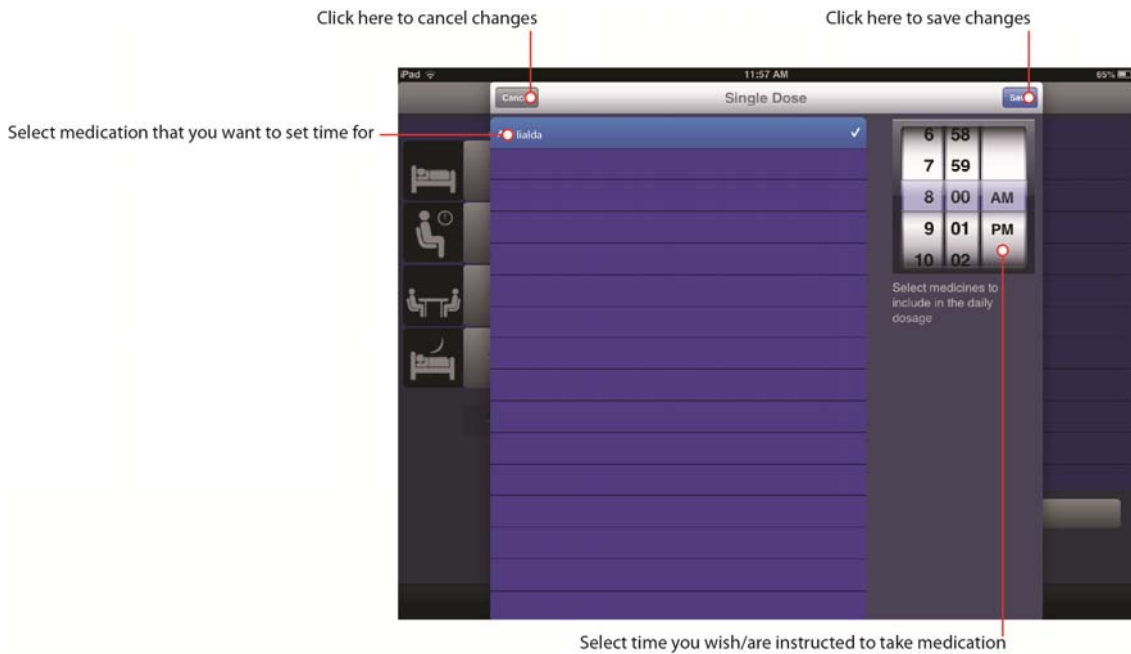 Click here to cancel changes
Click here to save changes
iPad
11:57 AM
65%
Single Dose
Select medication that you want to set time for
lialda
6 58
7 59
8 00 AM
9 01 PM
10 02
Select medicines to
include in the daily
dosage
Select time you wish/are instructed to take medication